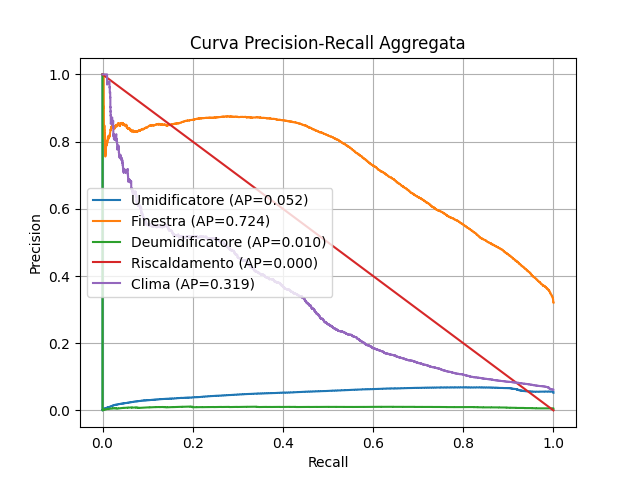 Curva Precision-Recall Aggregata
Precision
1.0
0.8
0.6
0.4
0.2
0.0
Umidificatore (AP=0.052)
Finestra (AP=0.724)
Deumidificatore (AP=0.010)
Riscaldamento (AP=0.000)
Clima (AP=0.319)
0.0 0.2 0.4 0.6 0.8 1.0
Recall